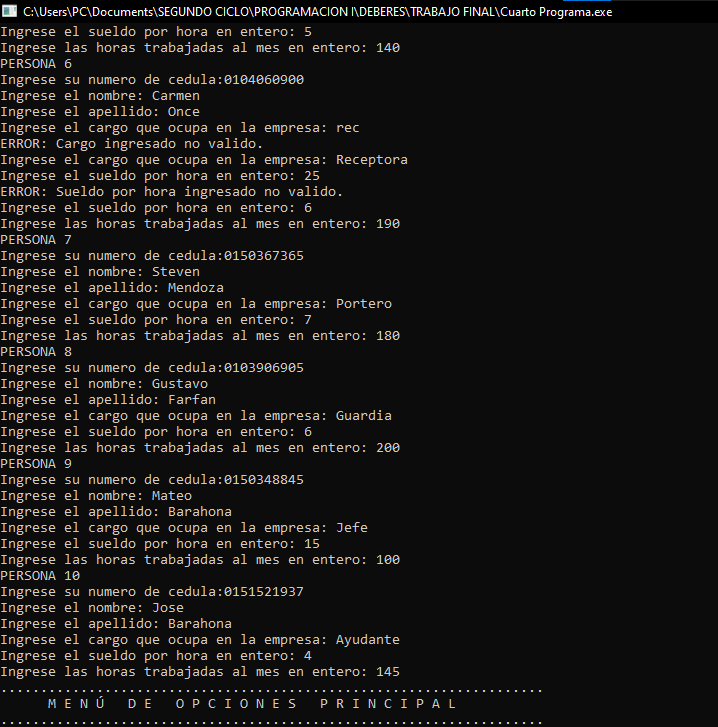 C:\Users\PC\Documents\SEGUNDO CICLO\PROGRAMACION I\DEBERES\TRABAJO FINAL\Cuarto Programa.exe
Ingrese el sueldo por hora en entero: 5
Ingrese las horas trabajadas al mes en entero: 140
PERSONA 6
Ingrese su numero de cedula:0104060900
Ingrese el nombre: Carmen
Ingrese el apellido: Once
Ingrese el cargo que ocupa en la empresa: rec
ERROR: Cargo ingresado no valido.
Ingrese el cargo que ocupa en la empresa: Receptora
Ingrese el sueldo por hora en entero: 25
ERROR: Sueldo por hora ingresado no valido.
Ingrese el sueldo por hora en entero: 6
Ingrese las horas trabajadas al mes en entero: 190
PERSONA 7
Ingrese su numero de cedula:0150367365
Ingrese el nombre: Steven
Ingrese el apellido: Mendoza
Ingrese el cargo que ocupa en la empresa: Portero
Ingrese el sueldo por hora en entero: 7
Ingrese las horas trabajadas al mes en entero: 180
PERSONA 8
Ingrese su numero de cedula:0103906905
Ingrese el nombre: Gustavo
Ingrese el apellido: Farfan
Ingrese el cargo que ocupa en la empresa: Guardia
Ingrese el sueldo por hora en entero: 6
Ingrese las horas trabajadas al mes en entero: 200
PERSONA 9
Ingrese su numero de cedula:0150348845
Ingrese el nombre: Mateo
Ingrese el apellido: Barahona
Ingrese el cargo que ocupa en la empresa: Jefe
Ingrese el sueldo por hora en entero: 15
Ingrese las horas trabajadas al mes en entero: 100
PERSONA 10
Ingrese su numero de cedula:0151521937
Ingrese el nombre: Jose
Ingrese el apellido: Barahona
Ingrese el cargo que ocupa en la empresa: Ayudante
Ingrese el sueldo por hora en entero: 4
Ingrese las horas trabajadas al mes en entero: 145
....................................................................
M E N Ú   D E   O P C I O N E S   P R I N C I P A L
....................................................................